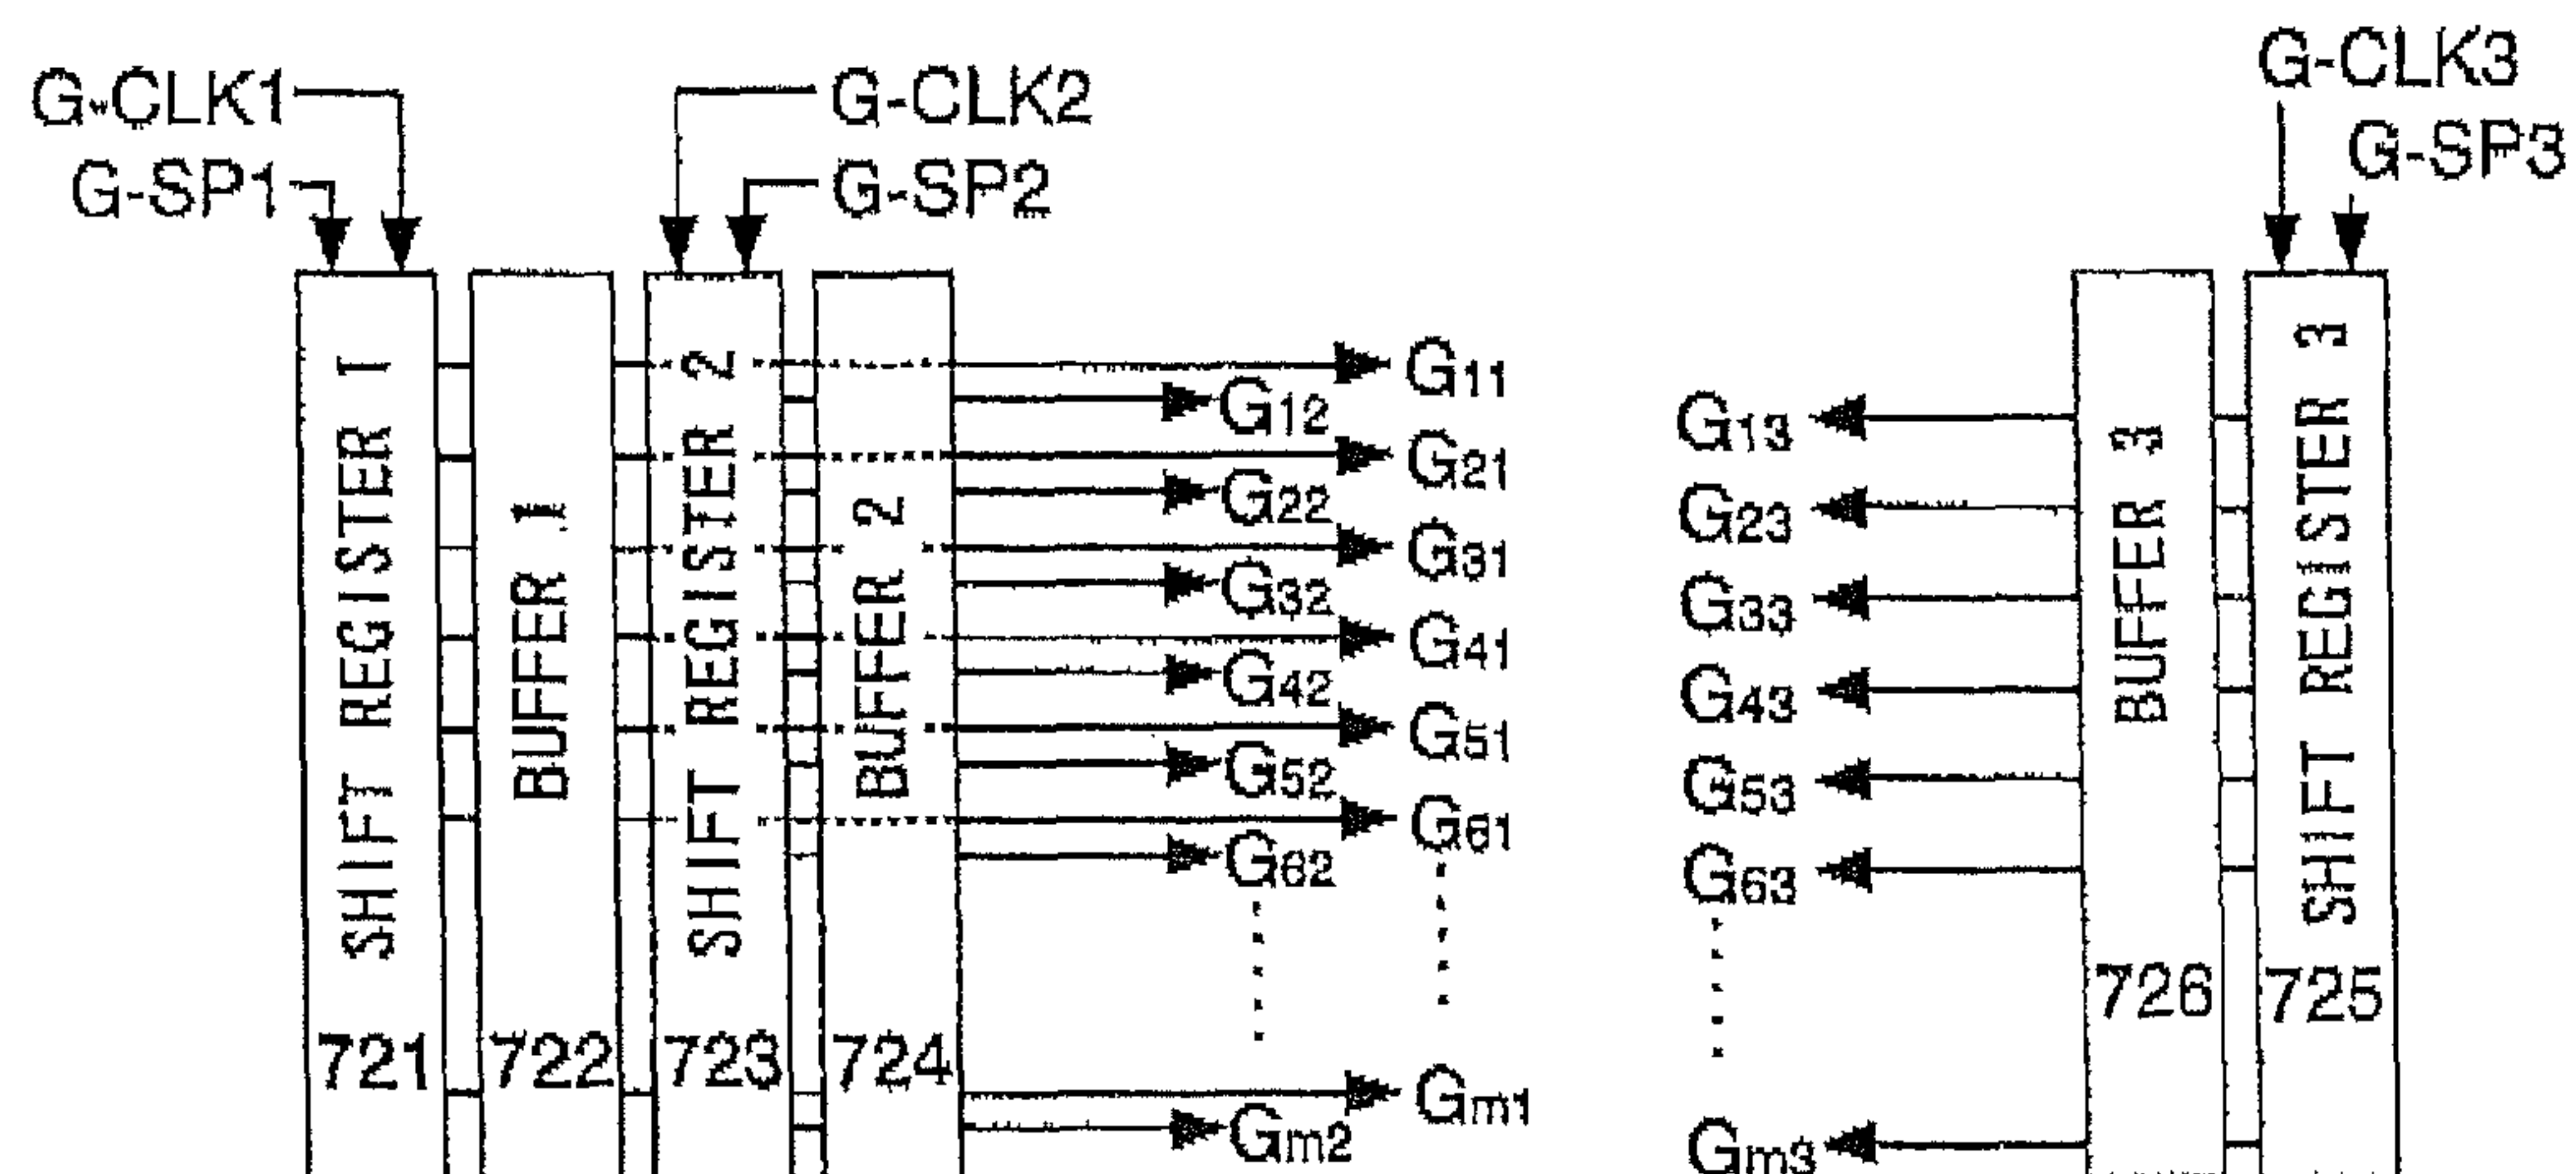 G-CLK1
G-SP1
G-CLK2
G-SP2
G-CLK3
G-SP3
SHIFT REGISTER 1
721
BUFFER 1
722
SHIFT REGISTER 2
723
BUFFER 2
724
G11
G12
G21
G22
G31
G32
G41
G42
G51
G52
G61
G62
Gm1
Gm2
G13
G23
G33
G43
G53
G63
Gm3
BUFFER 3
726
SHIFT REGISTER 3
725